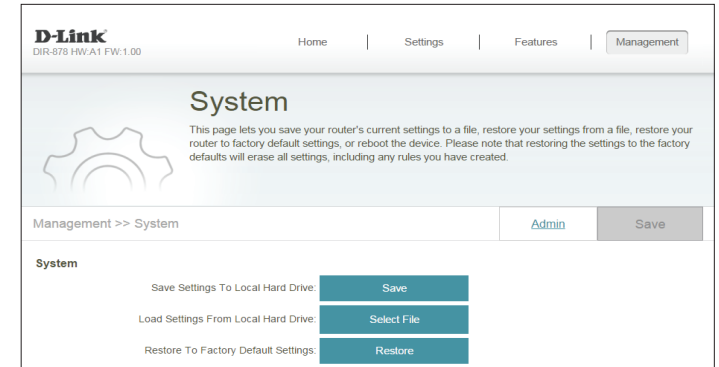 D-Link
DIR-878 HW:A1 FW:1.00
Home | Settings | Features | Management
System
This page lets you save your router's current settings to a file, restore your settings from a file, restore your
router to factory default settings, or reboot the device. Please note that restoring the settings to the factory
defaults will erase all settings, including any rules you have created.
Management >> System
Admin
Save
System
Save Settings To Local Hard Drive: Save
Load Settings From Local Hard Drive: Select File
Restore To Factory Default Settings: Restore